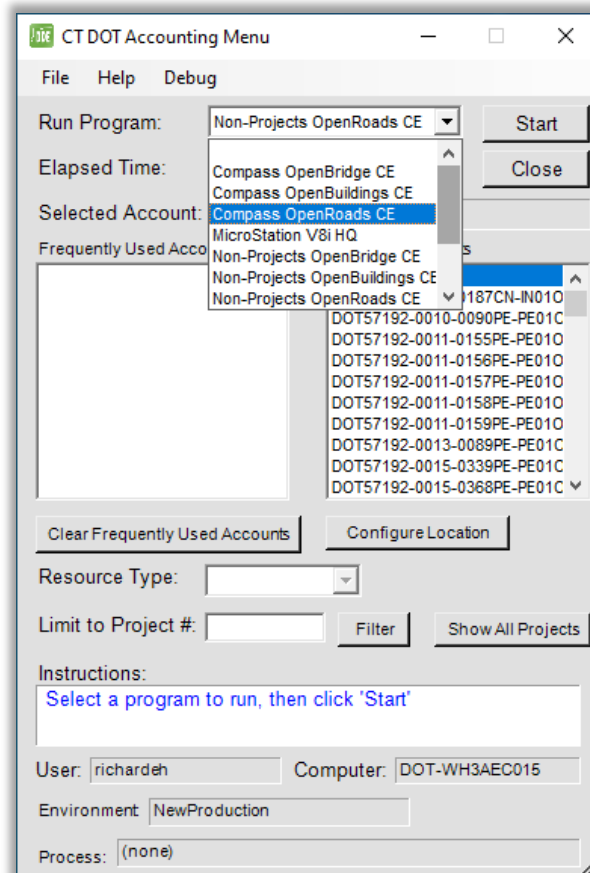 CT DOT Accounting Menu
File Help Debug
Run Program: Non-Projects OpenRoads CE Start
Elapsed Time: Close
Compass OpenBridge CE
Compass OpenBuildings CE
Selected Account: Compass OpenRoads CE
MicroStation V8i HQ
Frequently Used Acco
Non-Projects OpenBridge CE
Non-Projects OpenBuildings CE
Non-Projects OpenRoads CE
0187CN-IN01O
DOT57192-0010-0090PE-PE01C
DOT57192-0011-0155PE-PE01O
DOT57192-0011-0156PE-PE01O
DOT57192-0011-0157PE-PE01O
DOT57192-0011-0158PE-PE01O
DOT57192-0011-0159PE-PE01O
DOT57192-0013-0089PE-PE01C
DOT57192-0015-0339PE-PE01C
DOT57192-0015-0368PE-PE01C
Clear Frequently Used Accounts Configure Location
Resource Type:
Limit to Project #: Filter Show All Projects
Instructions:
Select a program to run, then click 'Start'
User: richardeh Computer: DOT-WH3AEC015
Environment NewProduction
Process: (none)